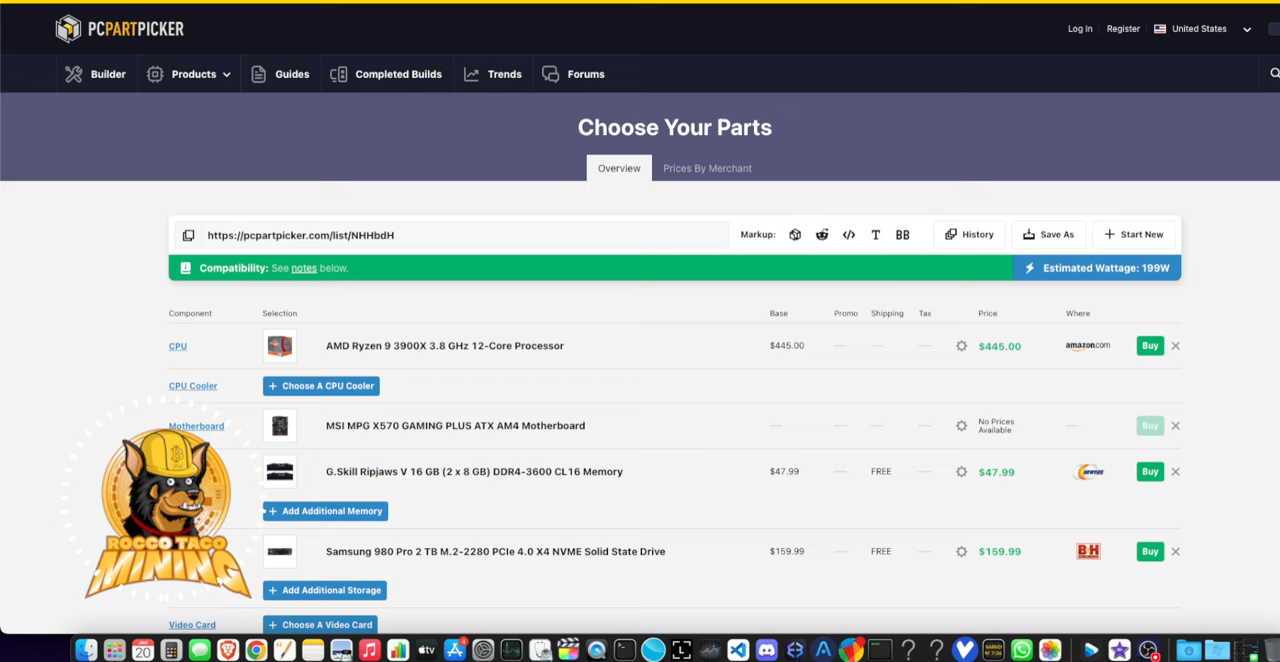 PCPARTPICKER
Log In Register United States
Builder Products Guides Completed Builds Trends Forums
Choose Your Parts
Overview Prices By Merchant
https://pcpartpicker.com/list/NHHbdH Markup: T BB History Save As + Start New
Compatibility: See notes below. Estimated Wattage: 199W
Component Selection Base Promo Shipping Tax Price Where
CPU AMD Ryzen 9 3900X 3.8 GHz 12-Core Processor $445.00 $445.00 amazon.com Buy
CPU Cooler + Choose A CPU Cooler
Motherboard MSI MPG X570 GAMING PLUS ATX AM4 Motherboard No Prices Available Buy
G.Skill Ripjaws V 16 GB (2 x 8 GB) DDR4-3600 CL16 Memory $47.99 FREE $47.99 newegg Buy
+ Add Additional Memory
ROCCO TACO
MINING
Samsung 980 Pro 2 TB M.2-2280 PCIe 4.0 X4 NVME Solid State Drive $159.99 FREE $159.99 B&H Buy
+ Add Additional Storage
Video Card + Choose A Video Card
20 tv